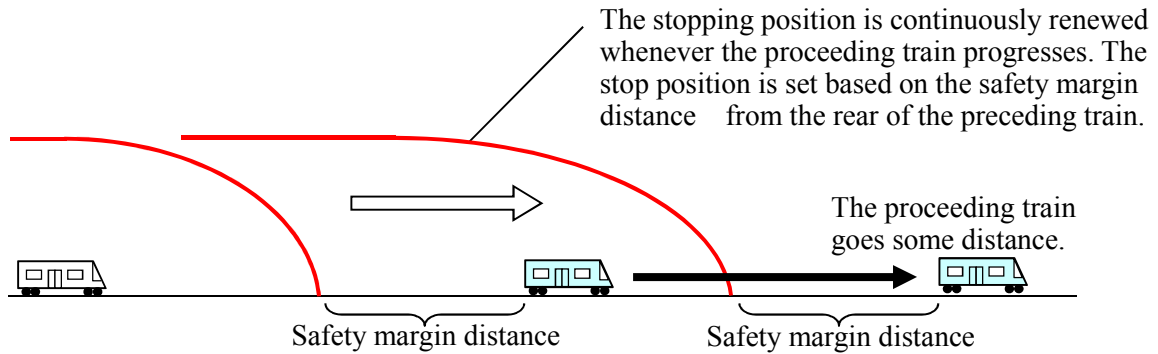 The stopping position is continuously renewed
whenever the proceeding train progresses. The
stop position is set based on the safety margin
distance from the rear of the preceding train.
The proceeding train
goes some distance.
Safety margin distance
Safety margin distance